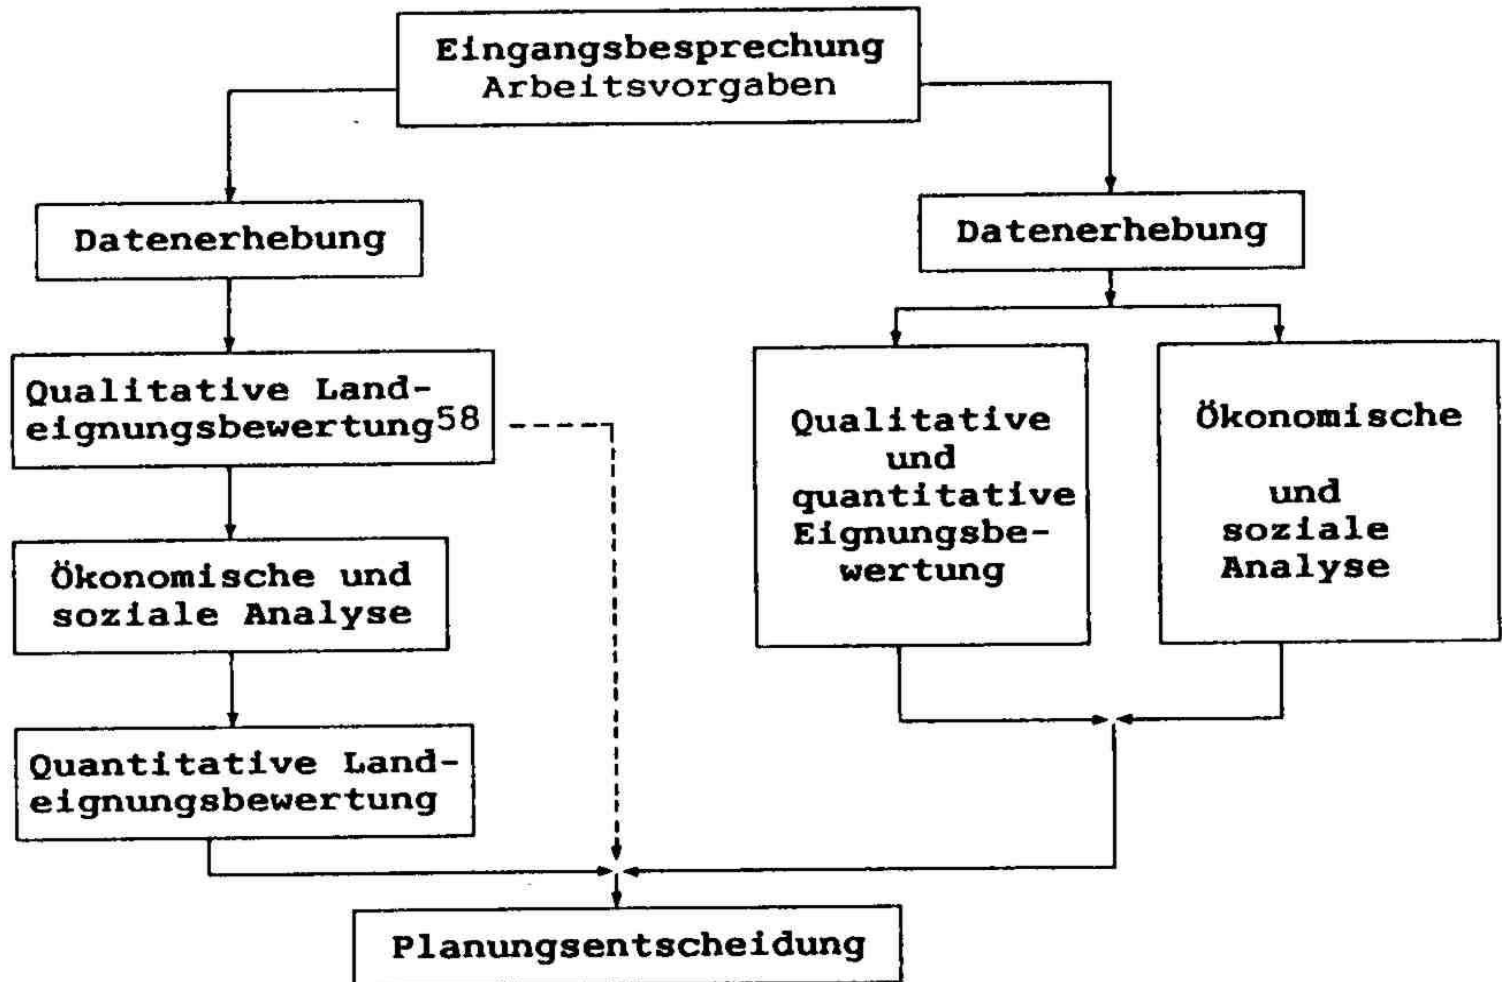 Eingangsbesprechung
Arbeitsvorgaben
Datenerhebung
Qualitative Land-
eignungsbewertung58
Ökonomische und
soziale Analyse
Quantitative Land-
eignungsbewertung
Datenerhebung
Qualitative
und
quantitative
Eignungsbe-
wertung
Ökonomische
und
soziale
Analyse
Planungsentscheidung